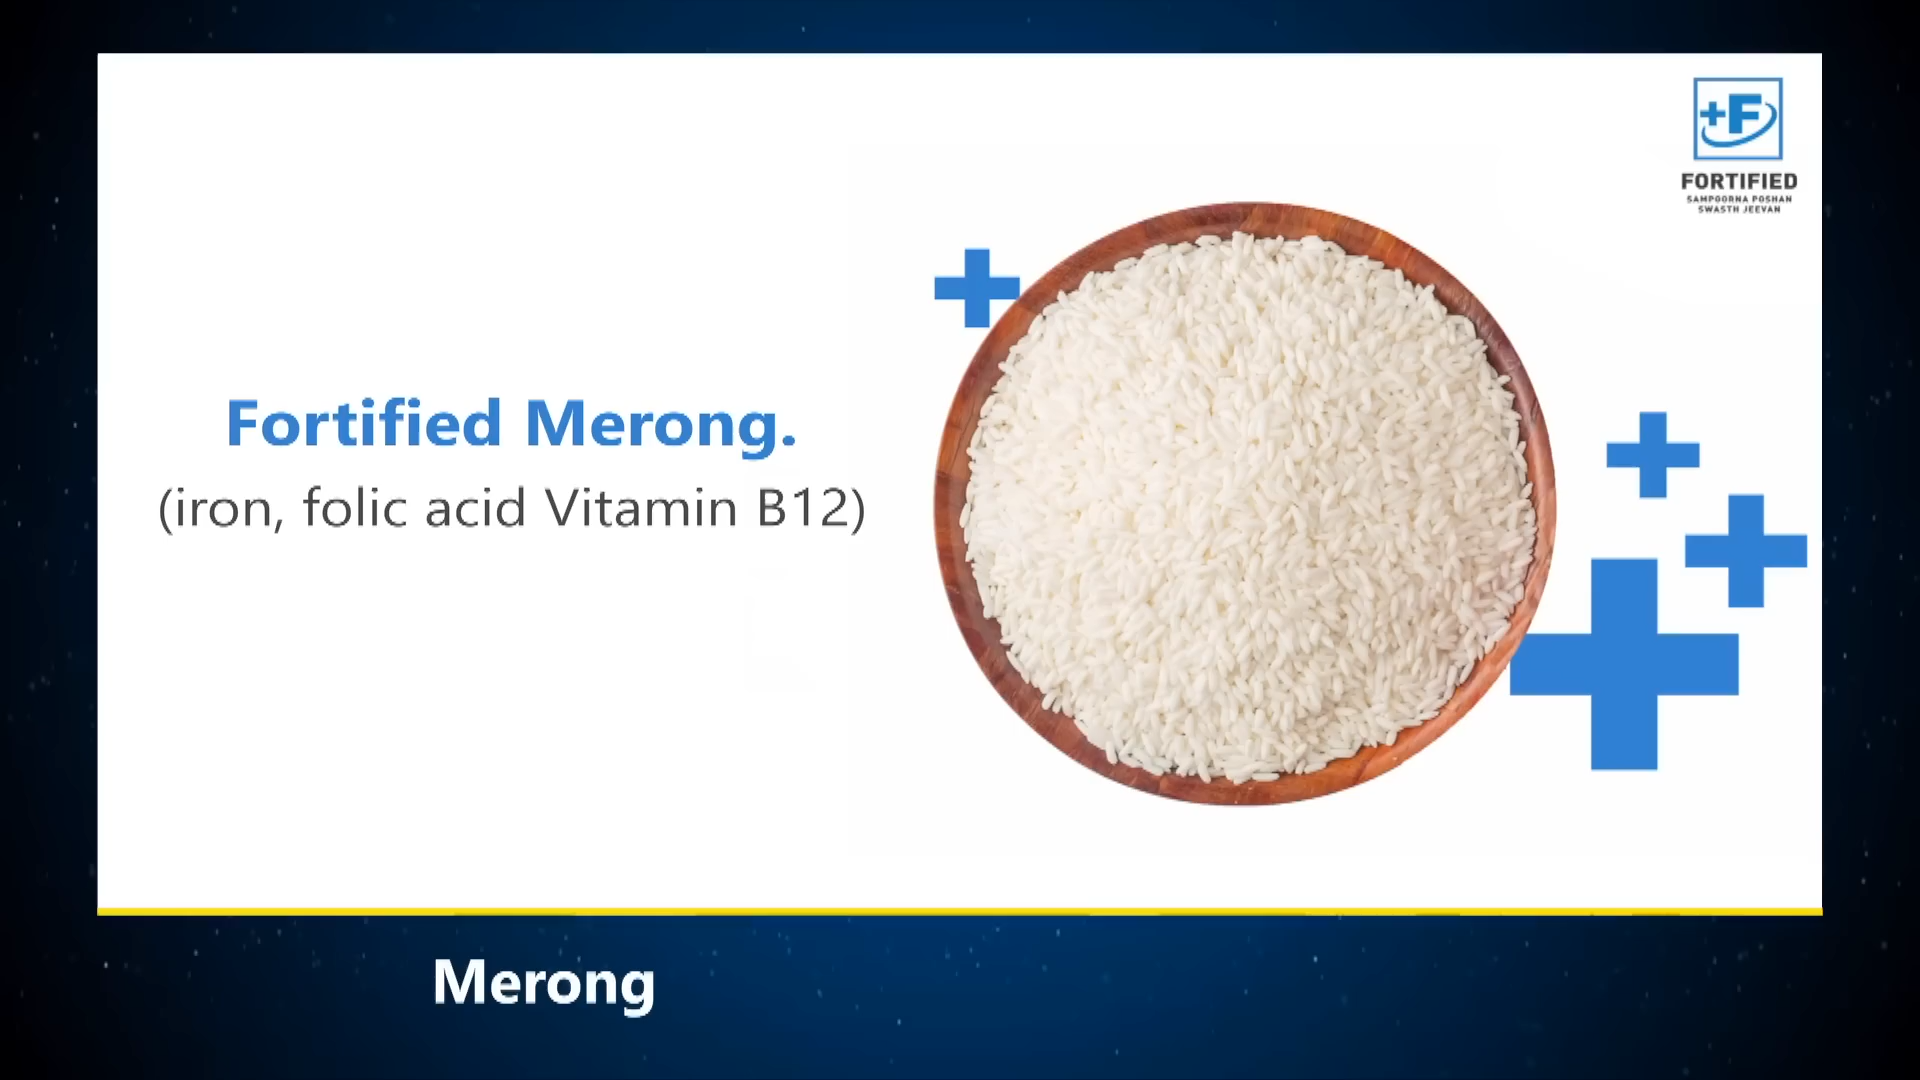 +F
FORTIFIED
SAMPOORNA POSHAN
SWASTH JEEVAN
Fortified Merong.
(iron, folic acid Vitamin B12)
Merong